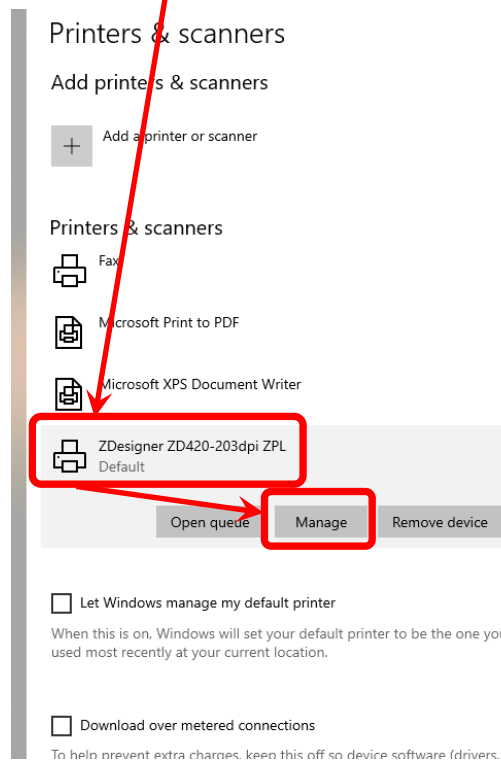 Printers & scanners
Add printers & scanners
Add a printer or scanner
Printers & scanners
Fax
Microsoft Print to PDF
Microsoft XPS Document Writer
ZDesigner ZD420-203dpi ZPL
Default
Open queue Manage Remove device
Let Windows manage my default printer
When this is on, Windows will set your default printer to be the one you
used most recently at your current location.
Download over metered connections
To help prevent extra charges, keep this off so device software (drivers,